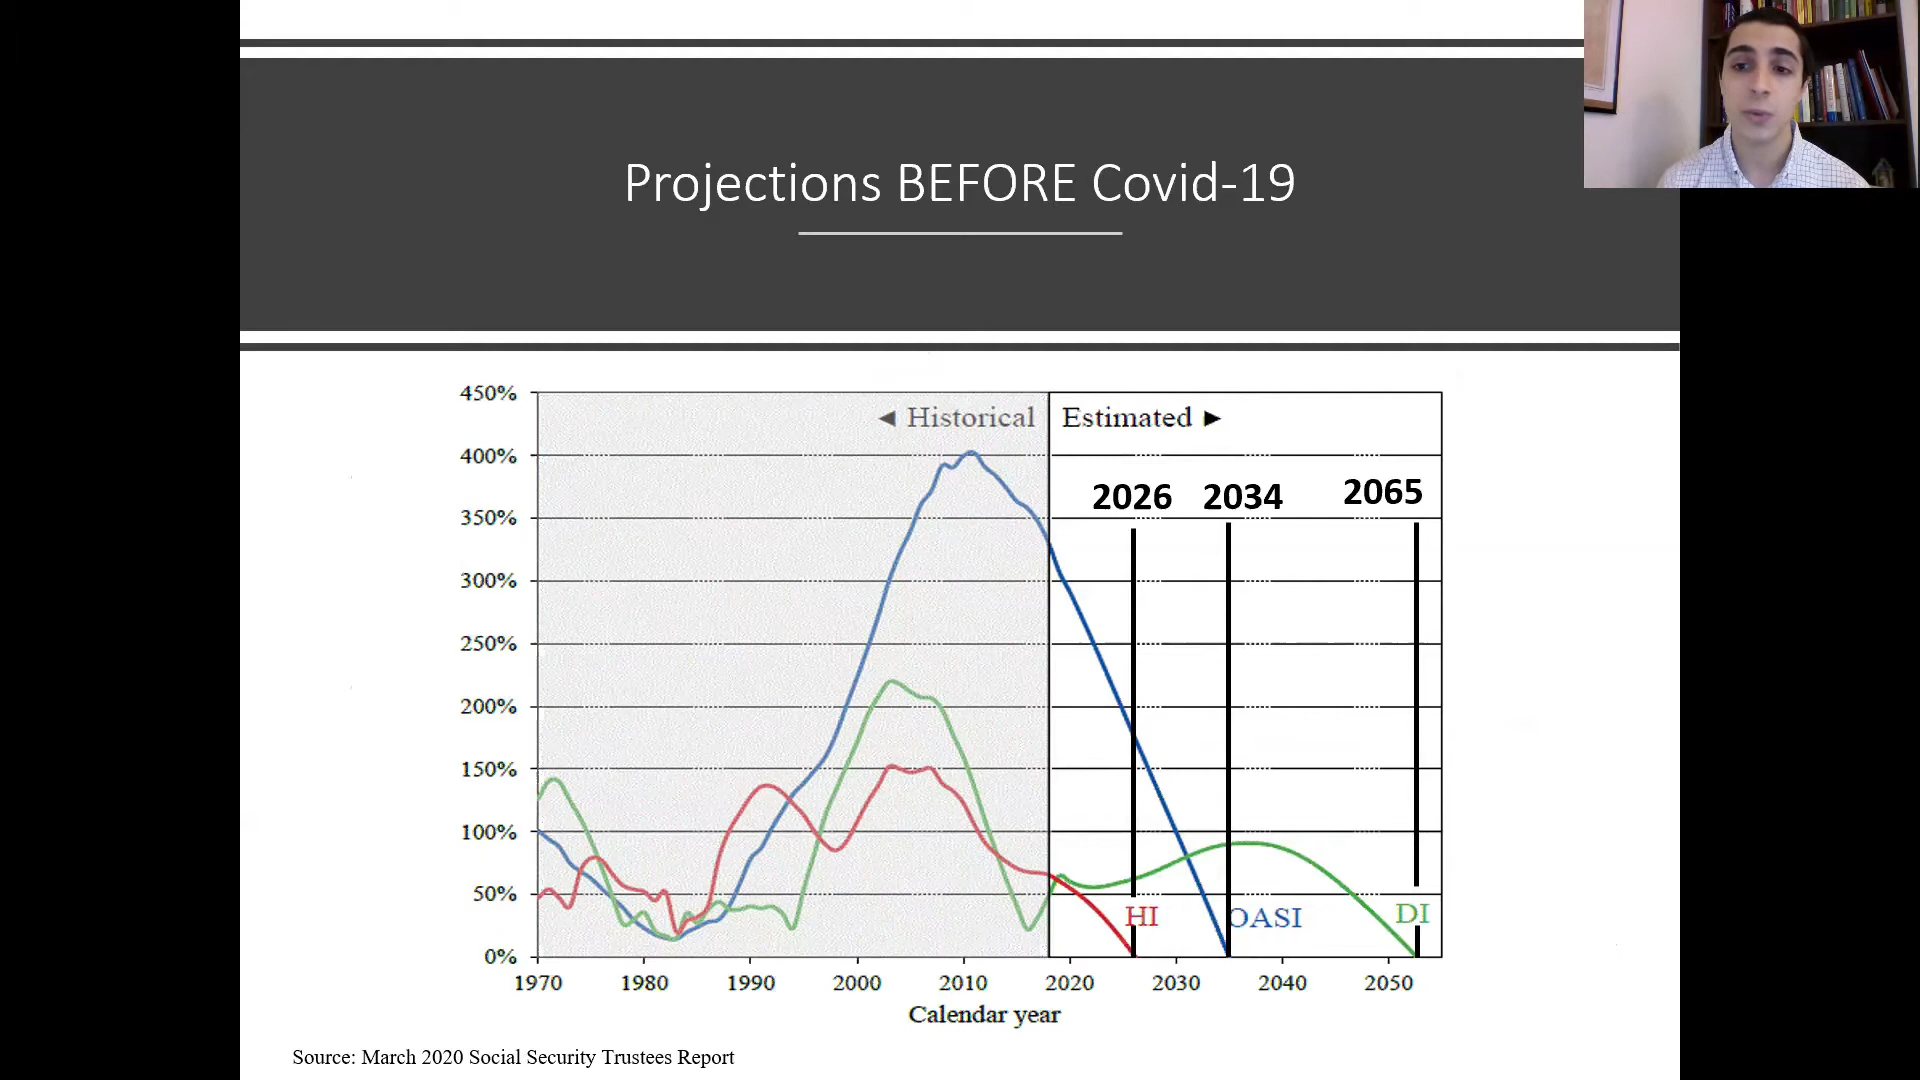 Projections BEFORE Covid-19
450%
◄ Historical
Estimated ►
400%
2026 2034 2065
350%
300%
250%
200%
150%
100%
50%
HI
OASI
DI
0%
1970 1980 1990 2000 2010 2020 2030 2040 2050
Calendar year
Source: March 2020 Social Security Trustees Report